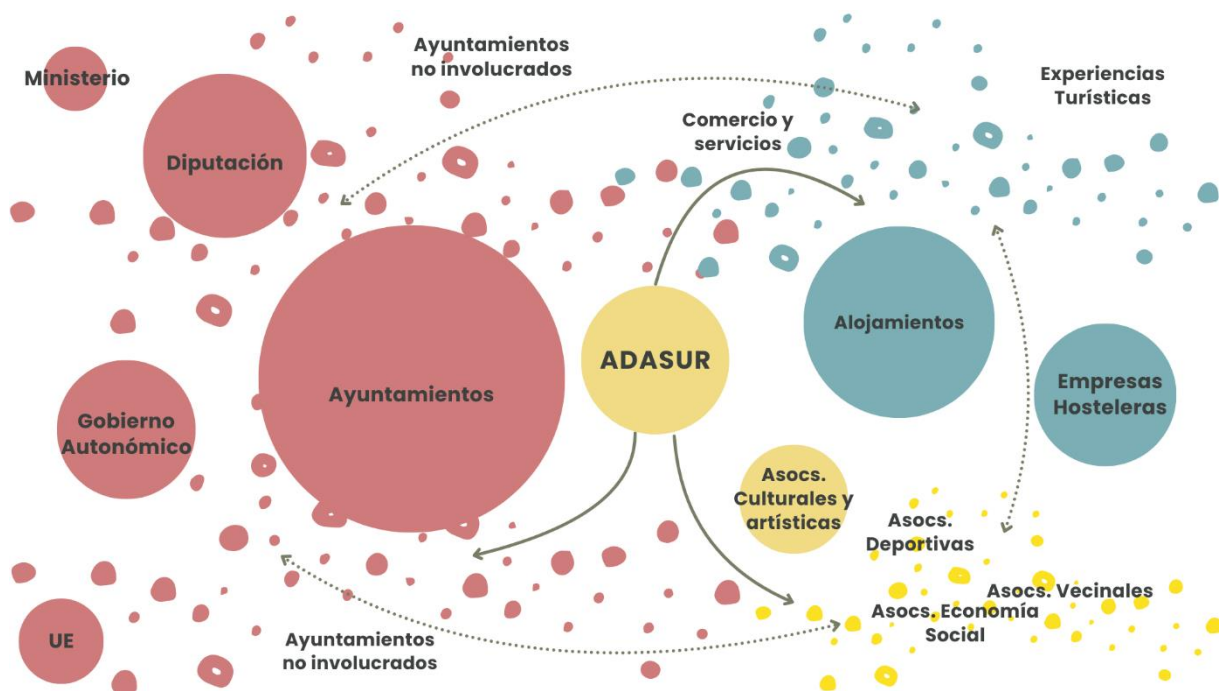 Ayuntamientos
no involucrados
Ministerio
Experiencias
Turísticas
Comercio y
servicios
Diputación
Alojamientos
ADASUR
Ayuntamientos
Empresas
Hosteleras
Gobierno
Autonómico
Asocs.
Culturales y
artísticas
Asocs.
Deportivas
Asocs. Vecinales
Asocs. Economía
Social
UE
Ayuntamientos
no involucrados